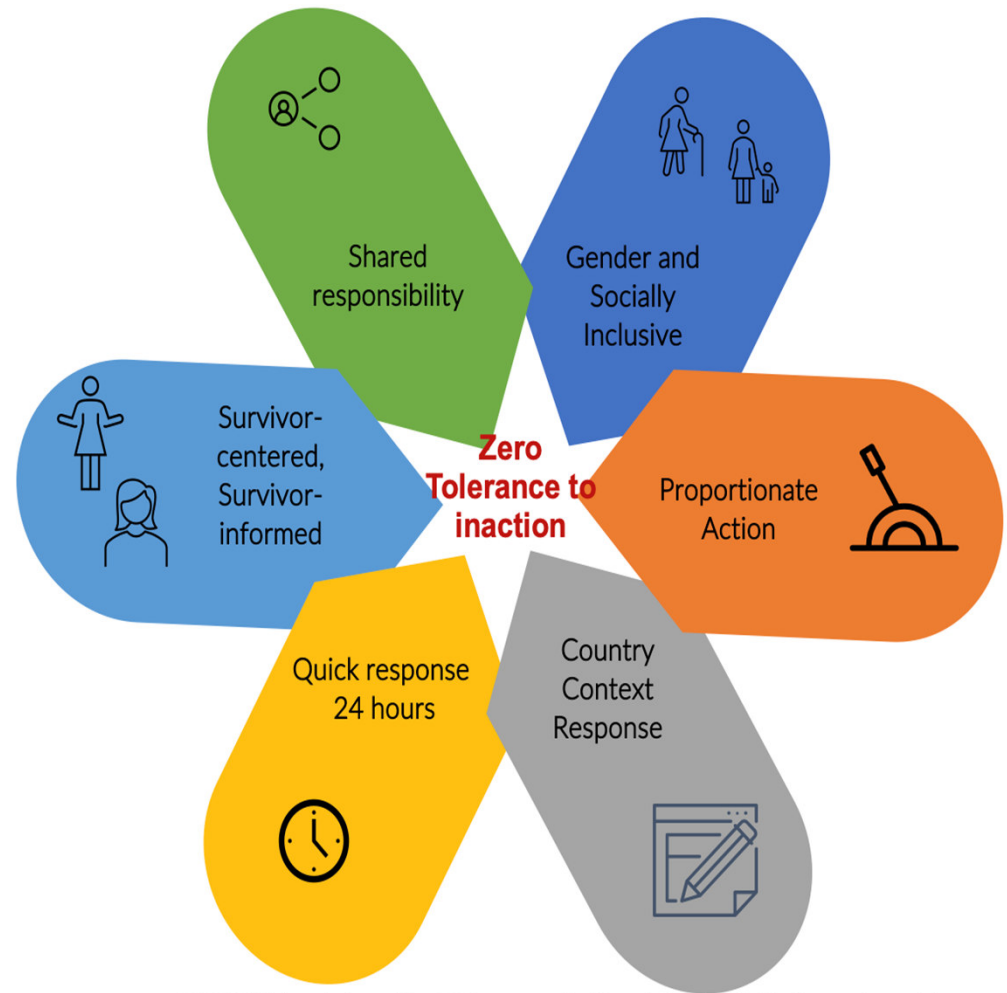 Shared
responsibility
Gender and
Socially
Inclusive
Survivor-
centered,
Survivor-
informed
Zero
Tolerance to
inaction
Proportionate
Action
Quick response
24 hours
Country
Context
Response